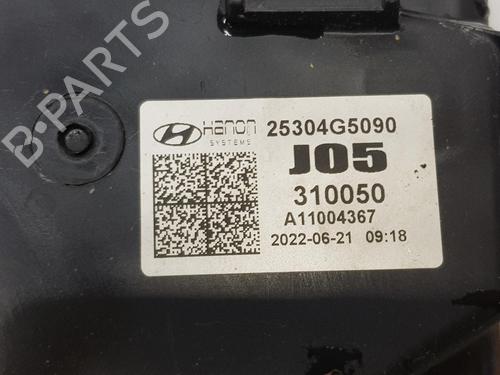 B-PARTS
Hanon
SYSTEMS
25304G5090
J05
310050
A11004367
2022-06-21 09:18